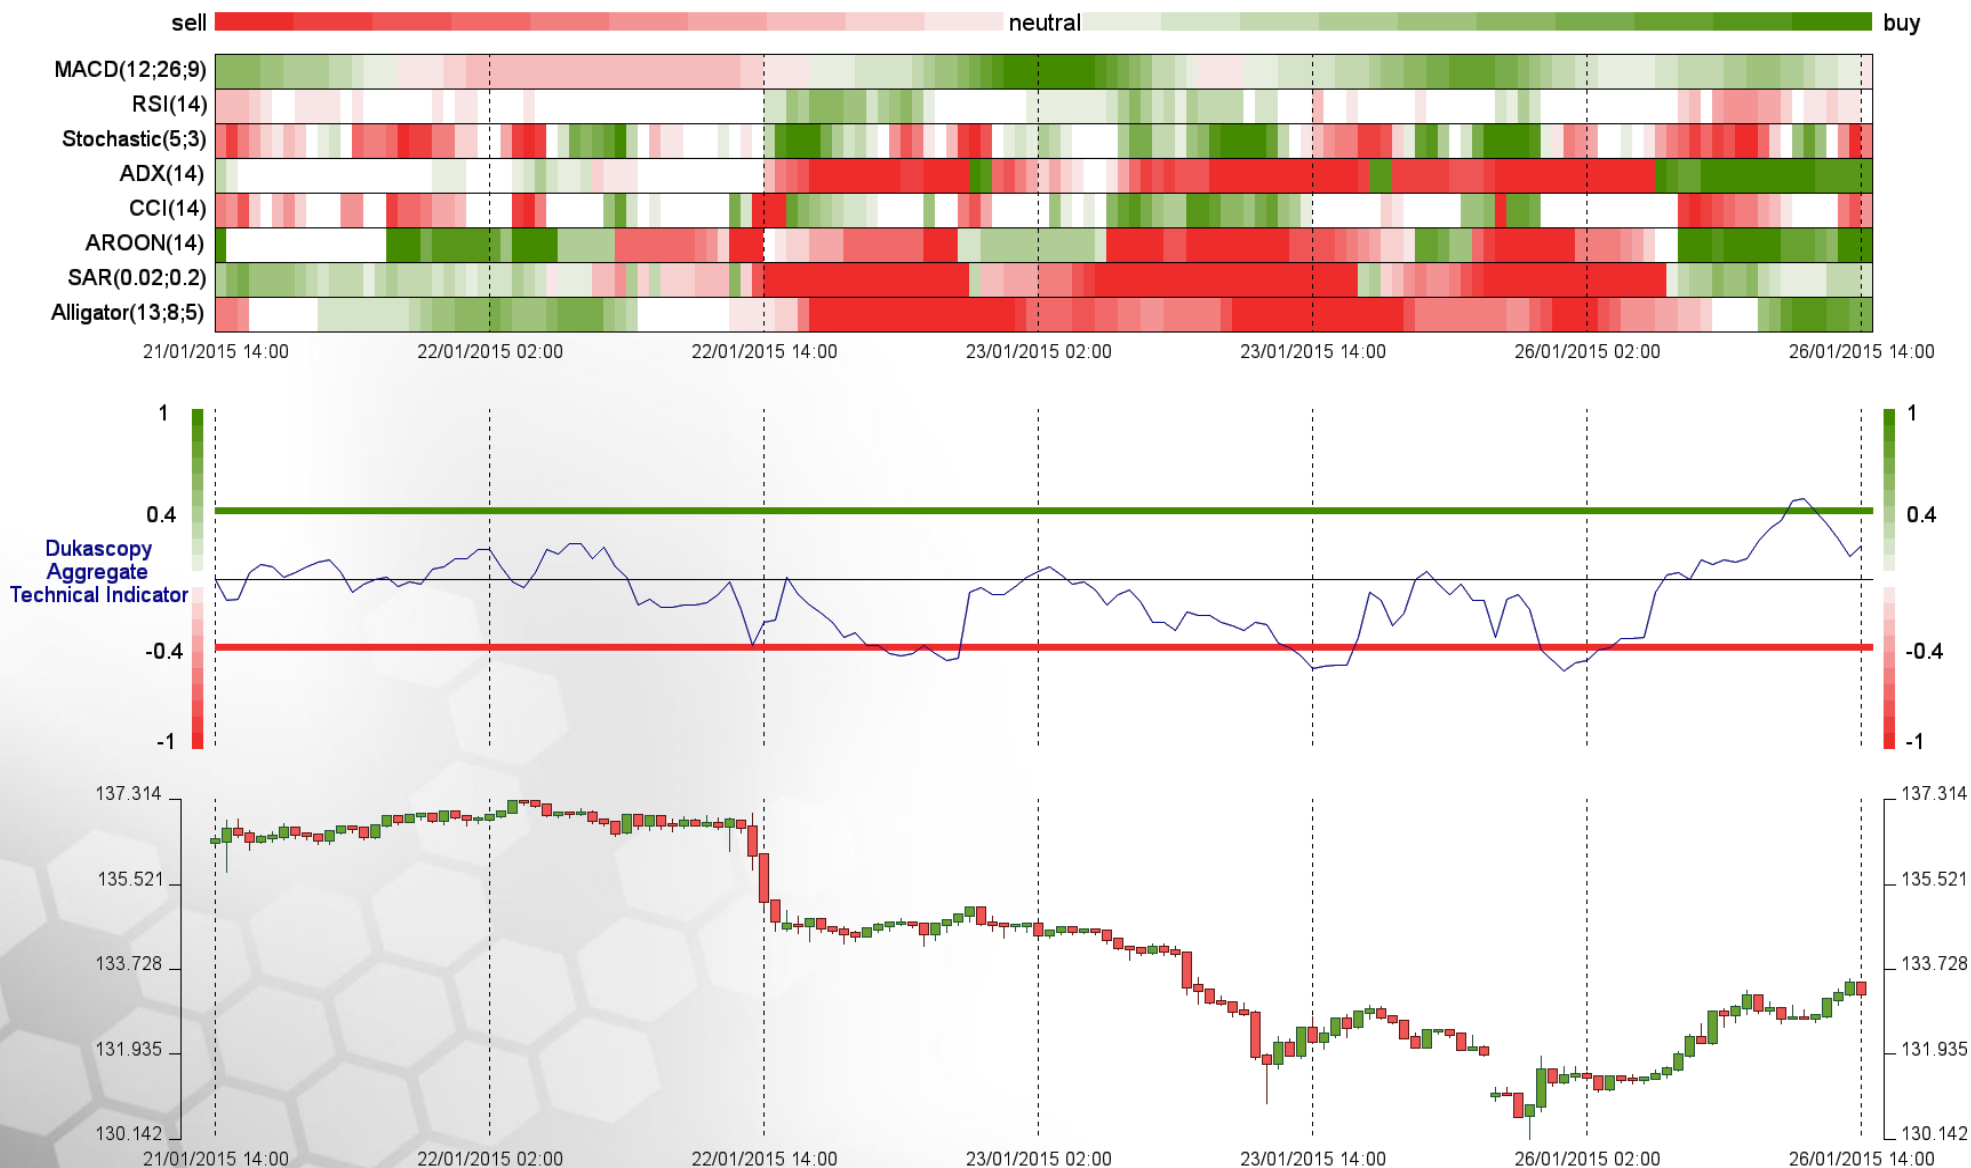 sell neutral buy
MACD(12;26;9)
RSI(14)
Stochastic(5;3)
ADX(14)
CCI(14)
AROON(14)
SAR(0.02;0.2)
Alligator(13;8;5)
21/01/2015 14:00 22/01/2015 02:00 22/01/2015 14:00 23/01/2015 02:00 23/01/2015 14:00 26/01/2015 02:00 26/01/2015 14:00
1 1
0.4 0.4
Dukascopy
Aggregate
Technical Indicator
-0.4 -0.4
-1 -1
137.314 137.314
135.521 135.521
133.728 133.728
131.935 131.935
130.142 130.142
21/01/2015 14:00 22/01/2015 02:00 22/01/2015 14:00 23/01/2015 02:00 23/01/2015 14:00 26/01/2015 02:00 26/01/2015 14:00